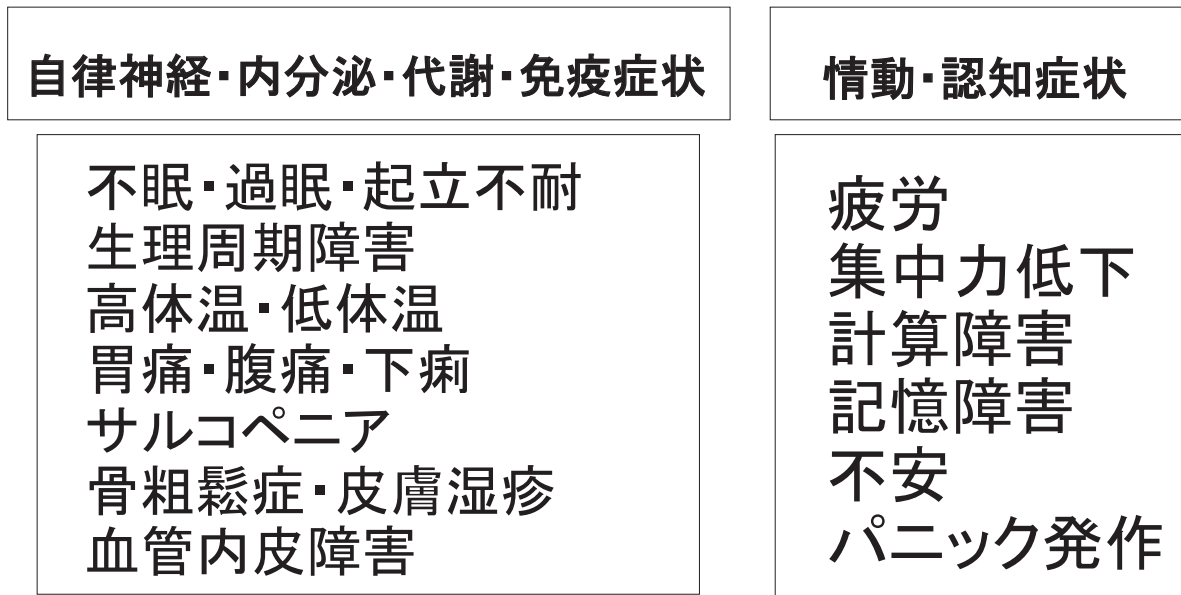 自律神経・内分泌・代謝・免疫症状
不眠・過眠・起立不耐
生理周期障害
高体温・低体温
胃痛・腹痛・下痢
サルコペニア
骨粗鬆症・皮膚湿疹
血管内皮障害
情動・認知症状
疲労
集中力低下
計算障害
記憶障害
不安
パニック発作